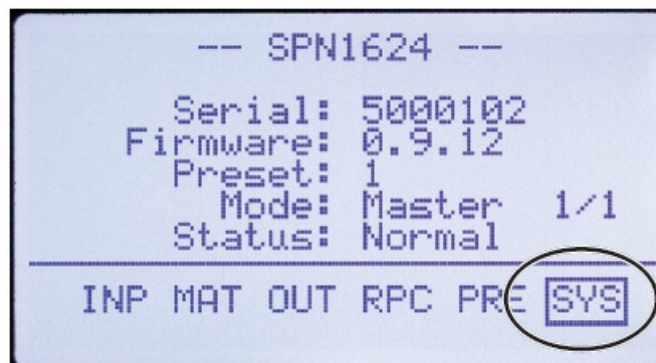 -- SPN1624 --
Serial: 5000102
Firmware: 0.9.12
Preset: 1
Mode: Master 1/1
Status: Normal
INP MAT OUT RPC PRE SYS